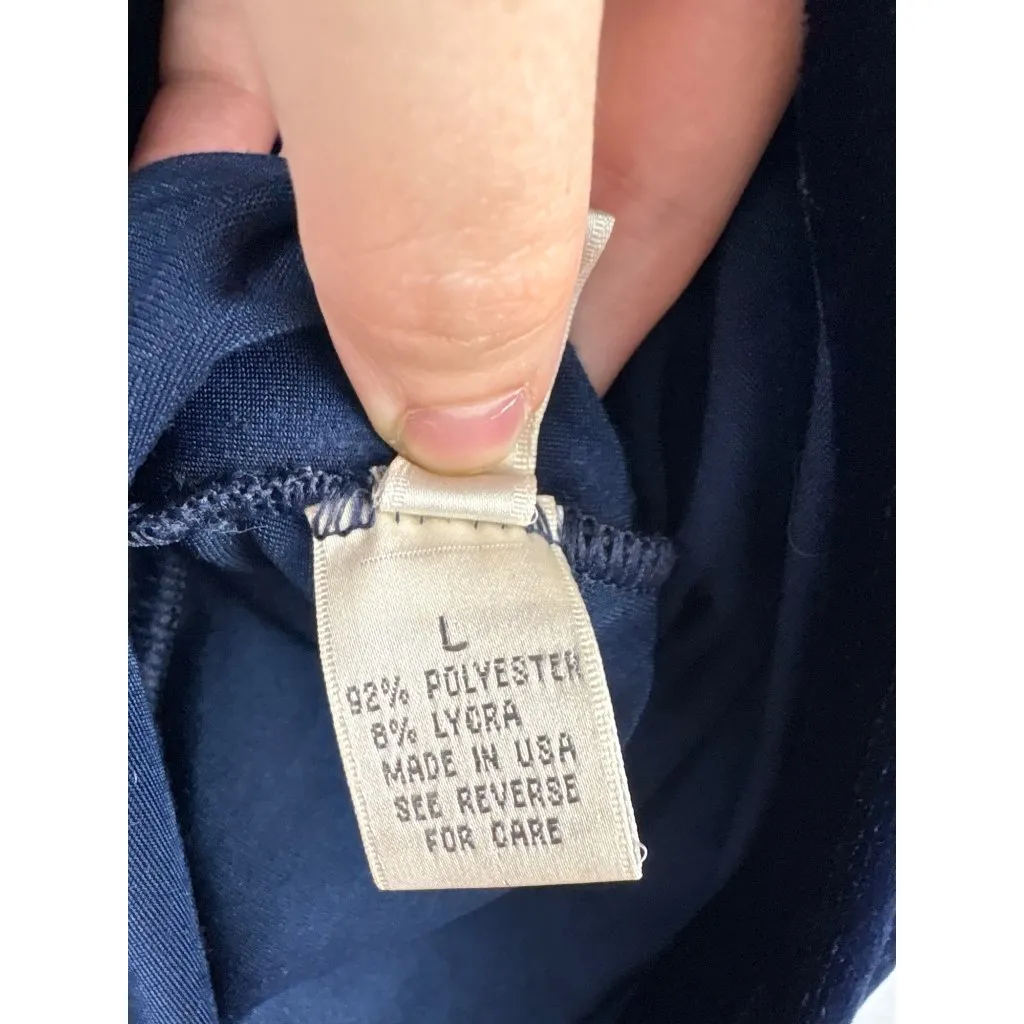 L
92% POLYESTER
8% LYCRA
MADE IN USA
SEE REVERSE
FOR CARE